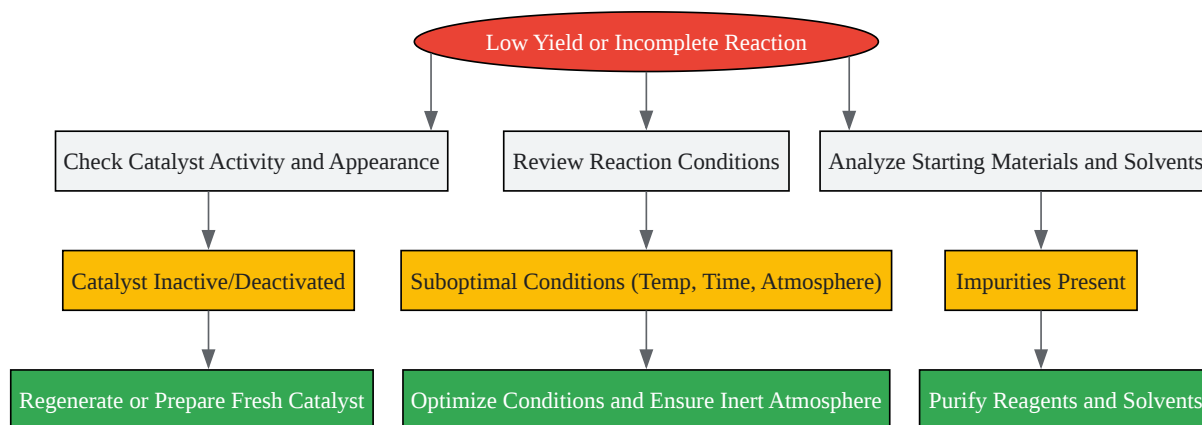 Low Yield or Incomplete Reaction
Check Catalyst Activity and Appearance
Review Reaction Conditions
Analyze Starting Materials and Solvents
Catalyst Inactive/Deactivated
Suboptimal Conditions (Temp, Time, Atmosphere)
Impurities Present
Regenerate or Prepare Fresh Catalyst
Optimize Conditions and Ensure Inert Atmosphere
Purify Reagents and Solvents